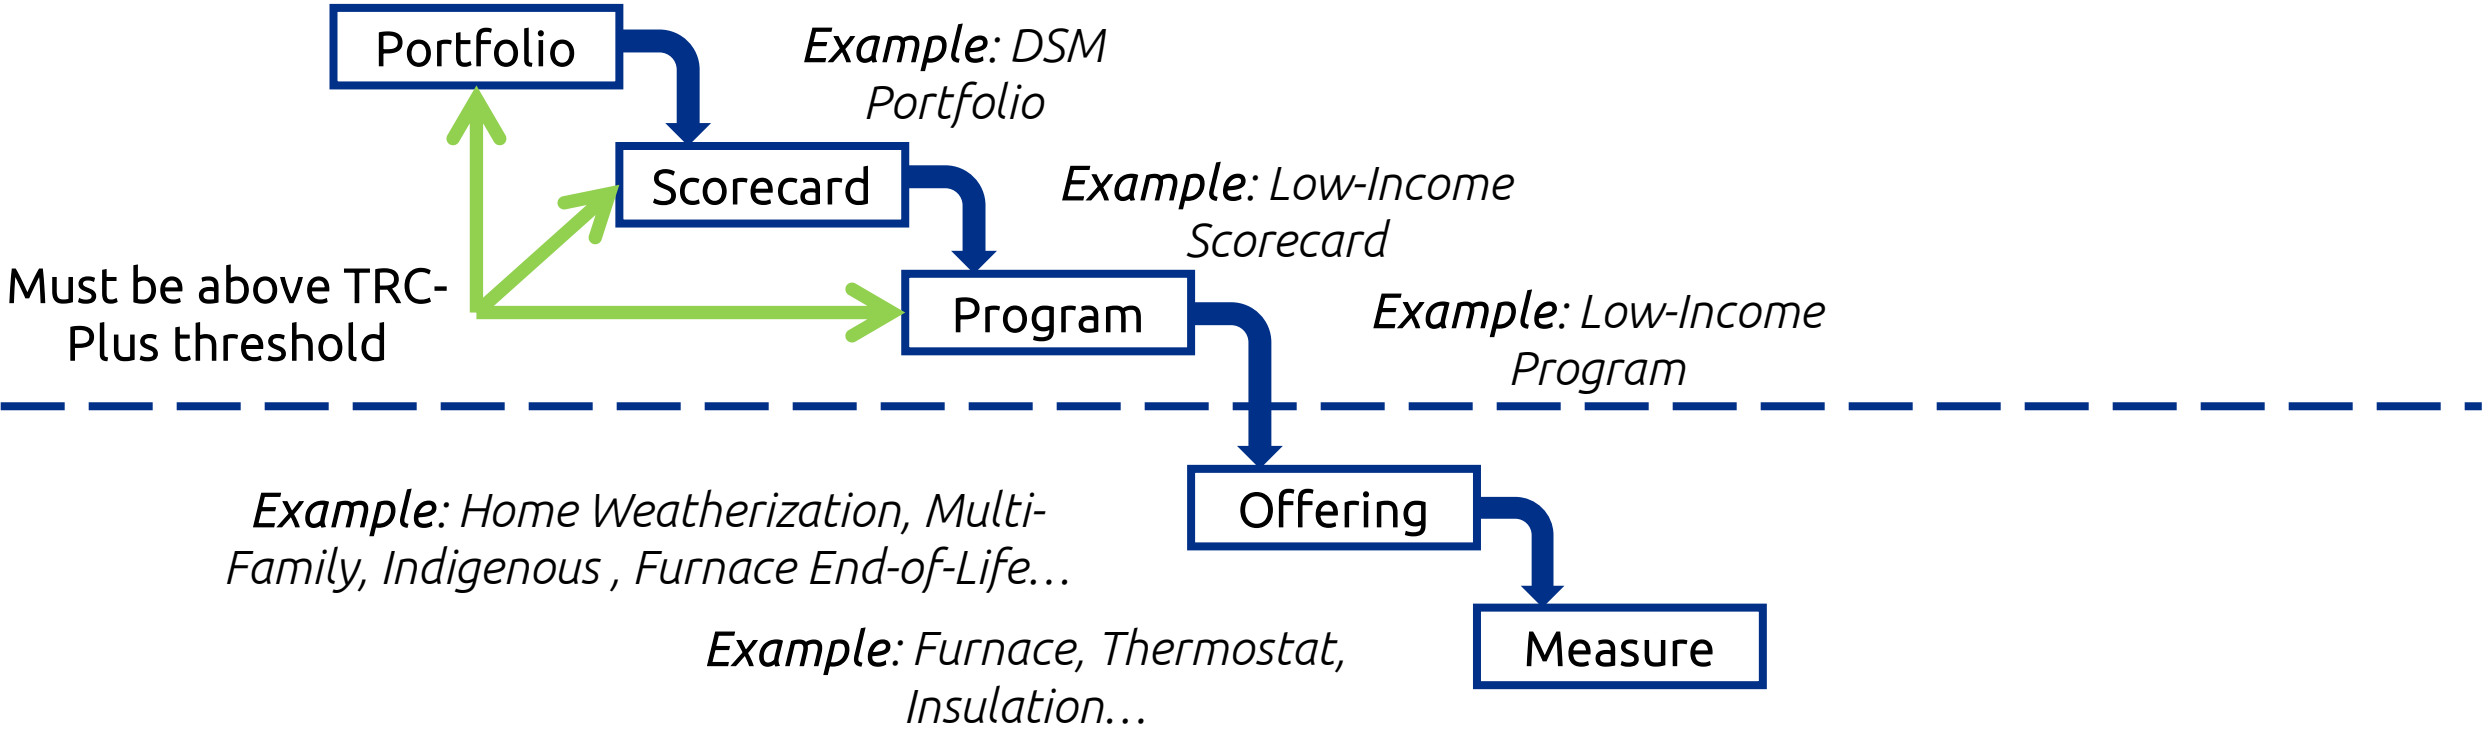 Portfolio
Example: DSM
Portfolio
Scorecard
Example: Low-Income
Scorecard
Must be above TRC-
Plus threshold
Program
Example: Low-Income
Program
Offering
Example: Home Weatherization, Multi-
Family, Indigenous , Furnace End-of-Life…
Measure
Example: Furnace, Thermostat,
Insulation…